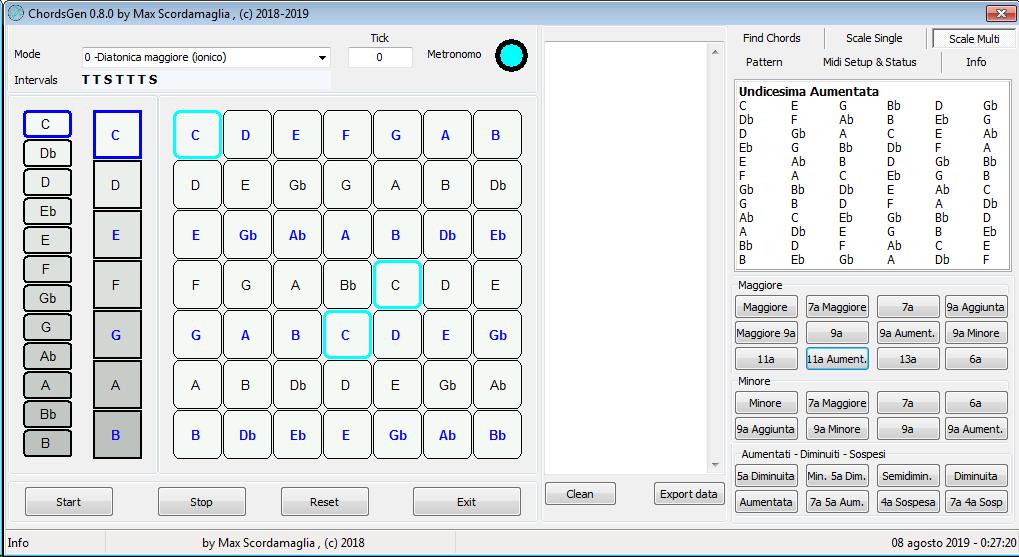 ChordsGen 0.8.0 by Max Scordamaglia , (c) 2018-2019
Mode
0 -Diatonica maggiore (ionico)
Tick
0
Metronomo
Intervals
T T S T T T S
C
Db
D
Eb
E
F
Gb
G
Ab
A
Bb
B
C
D
E
F
G
A
B
C D E F G A B
D E Gb G A B Db
E Gb Ab A B Db Eb
F G A Bb C D E
G A B C D E Gb
A B Db D E Gb Ab
B Db Eb E Gb Ab Bb
Start Stop Reset Exit
Clean Export data
Find Chords Scale Single Scale Multi
Pattern Midi Setup & Status Info
Undicesima Aumentata
C E G Bb D Gb
Db F Ab B Eb G
D Gb A C E Ab
Eb G Bb Db F A
E Ab B D Gb Bb
F A C Eb G B
Gb Bb Db E Ab C
G B D F A Db
Ab C Eb Gb Bb D
A Db E G B Eb
Bb D F Ab C E
B Eb Gb A Db F
Maggiore
Maggiore 7a Maggiore 7a 9a Aggiunta
Maggiore 9a 9a 9a Aument. 9a Minore
11a 11a Aument. 13a 6a
Minore
Minore 7a Maggiore 7a 6a
9a Aggiunta 9a Minore 9a 9a Aument.
Aumentati - Diminuiti - Sospesi
5a Diminuita Min. 5a Dim. Semidimin. Diminuita
Aumentata 7a 5a Aum. 4a Sospesa 7a 4a Sosp
Info
by Max Scordamaglia , (c) 2018
08 agosto 2019 - 0:27:20